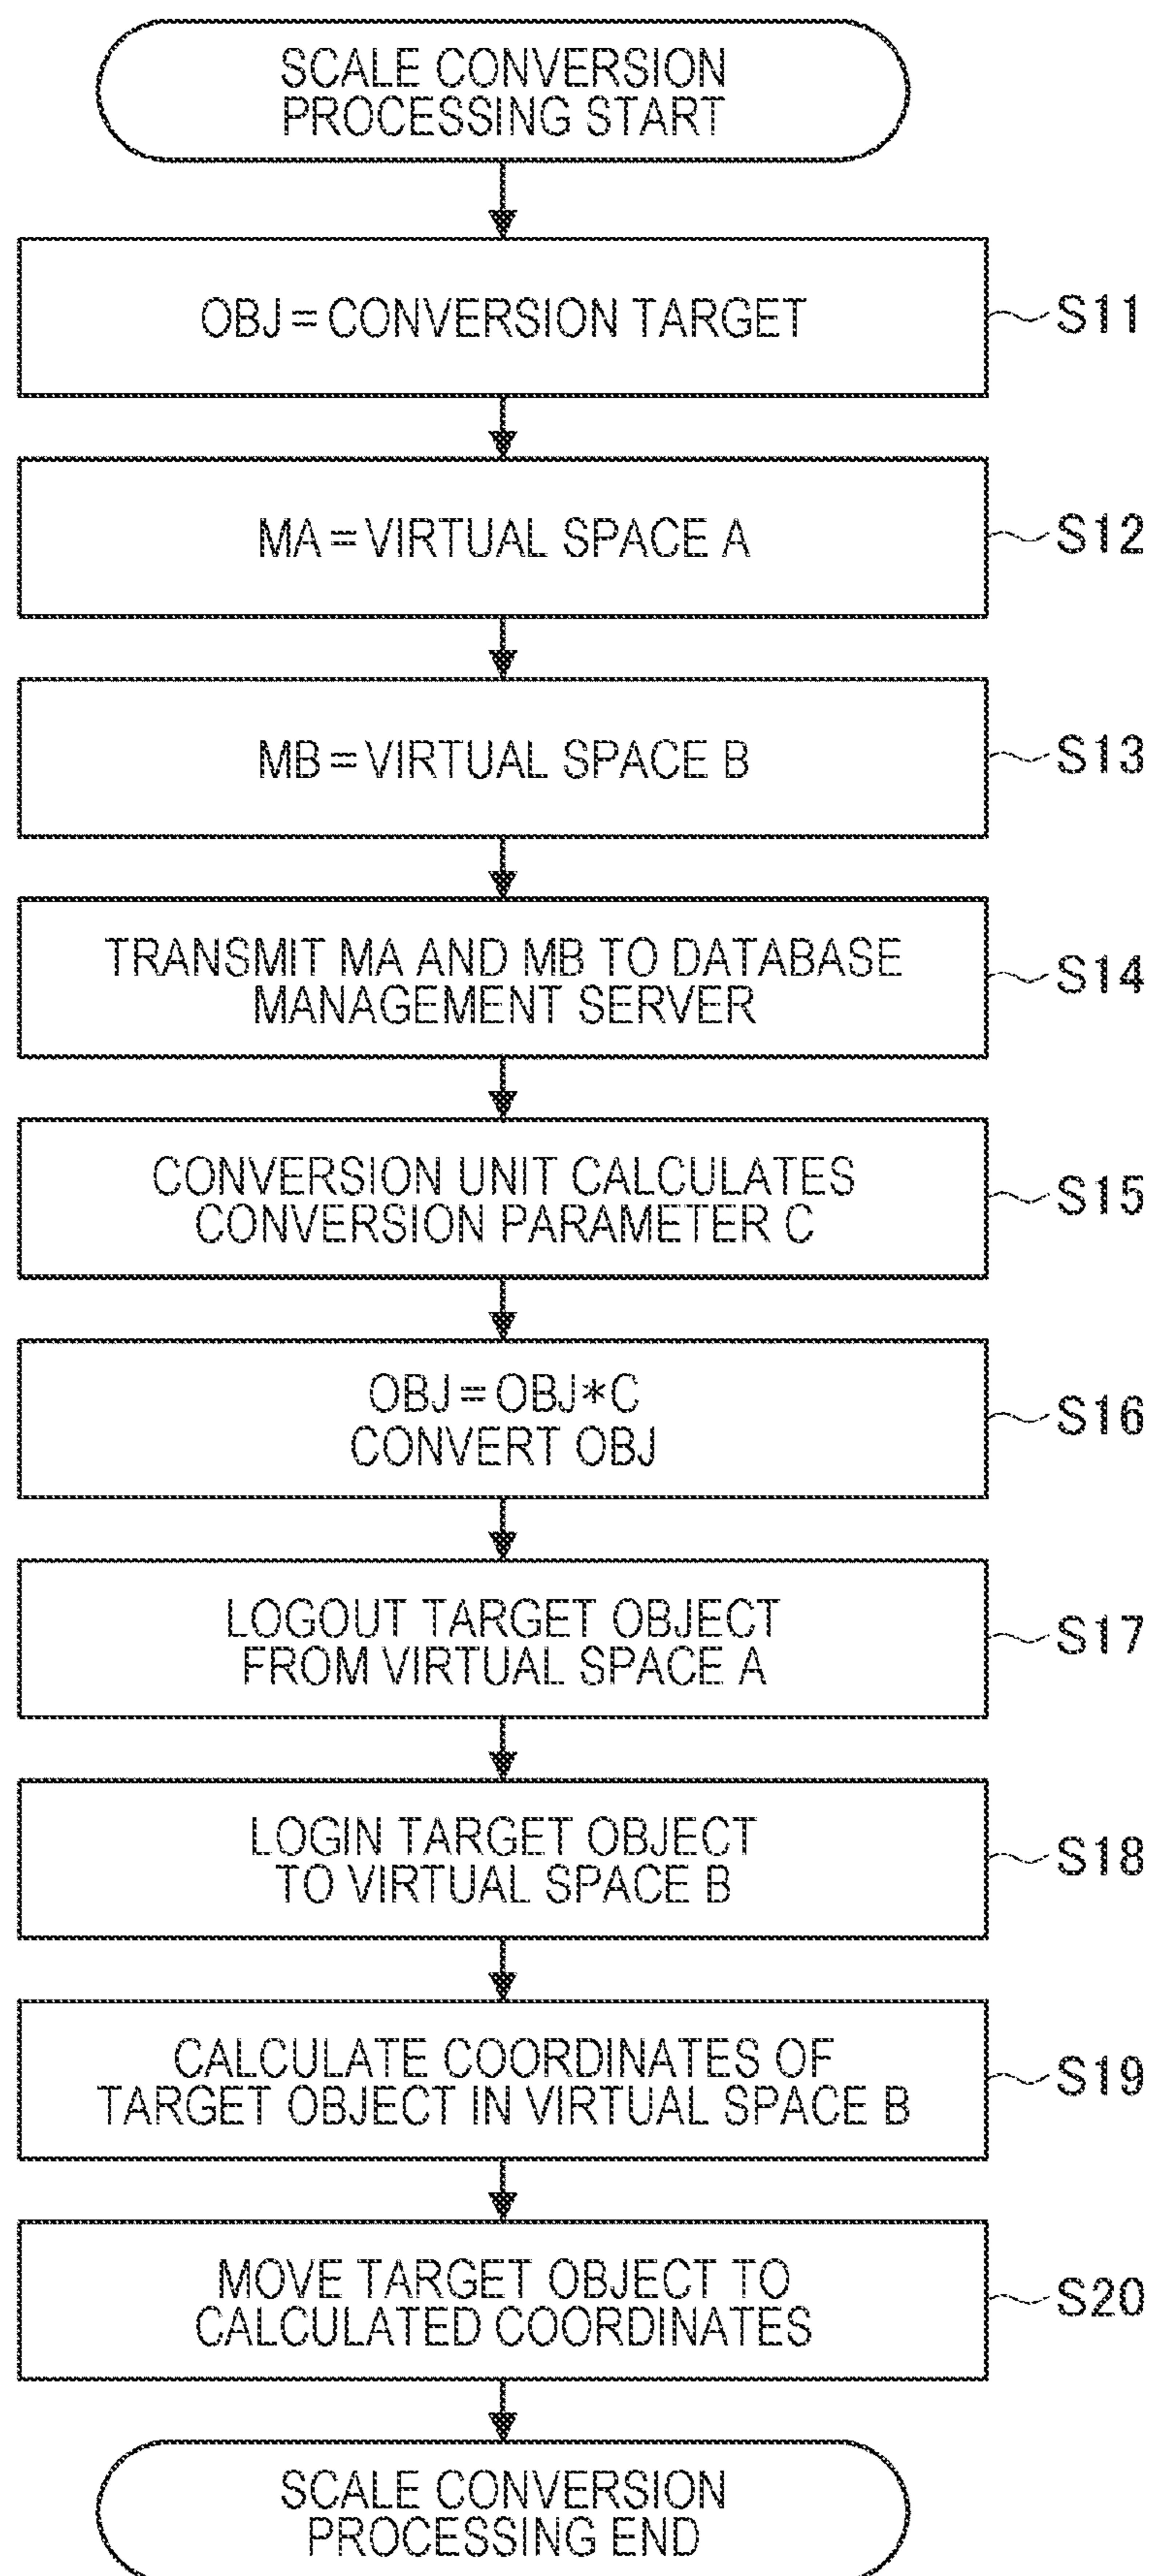 SCALE CONVERSION
PROCESSING START
OBJ = CONVERSION TARGET
S11
MA = VIRTUAL SPACE A
S12
MB = VIRTUAL SPACE B
S13
TRANSMIT MA AND MB TO DATABASE
MANAGEMENT SERVER
S14
CONVERSION UNIT CALCULATES
CONVERSION PARAMETER C
S15
OBJ = OBJ*C
CONVERT OBJ
S16
LOGOUT TARGET OBJECT
FROM VIRTUAL SPACE A
S17
LOGIN TARGET OBJECT
TO VIRTUAL SPACE B
S18
CALCULATE COORDINATES OF
TARGET OBJECT IN VIRTUAL SPACE B
S19
MOVE TARGET OBJECT TO
CALCULATED COORDINATES
S20
SCALE CONVERSION
PROCESSING END